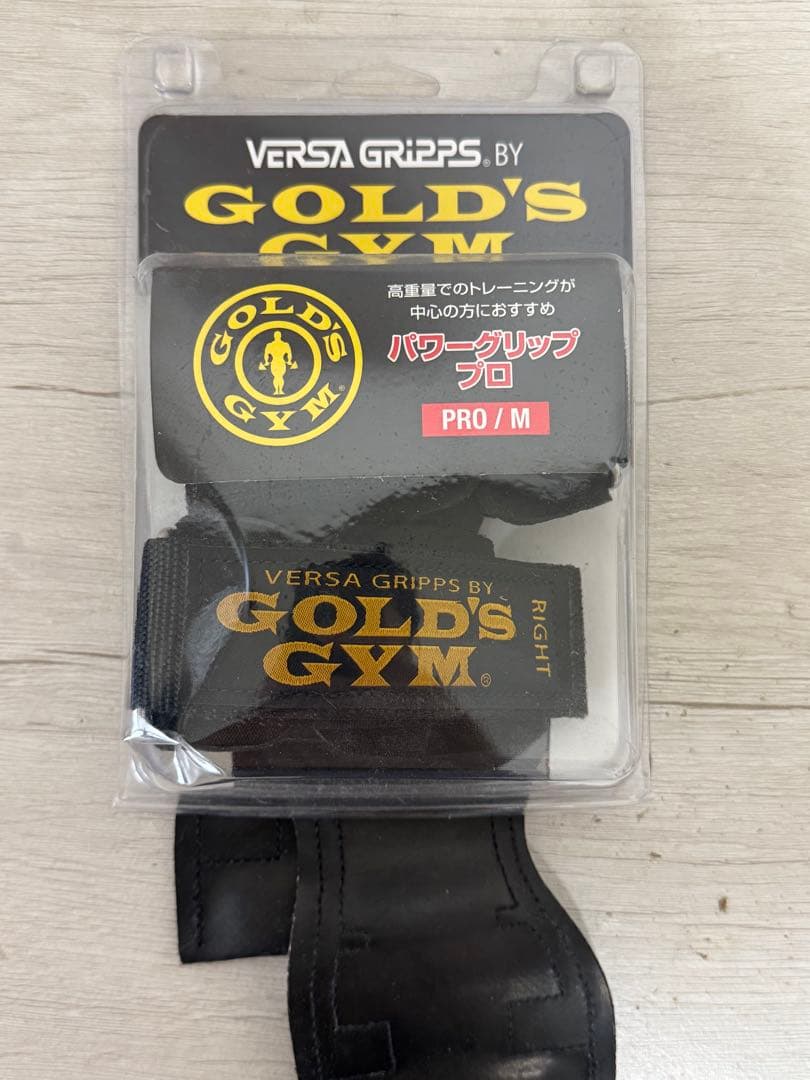 VERSA GRIPPS® BY
GOLD'S
GYM
GOLD'S
GYM®
高重量でのトレーニングが
中心の方におすすめ
パワーグリップ
プロ
PRO / M
VERSA GRIPPS BY
GOLD'S
GYM®
RIGHT